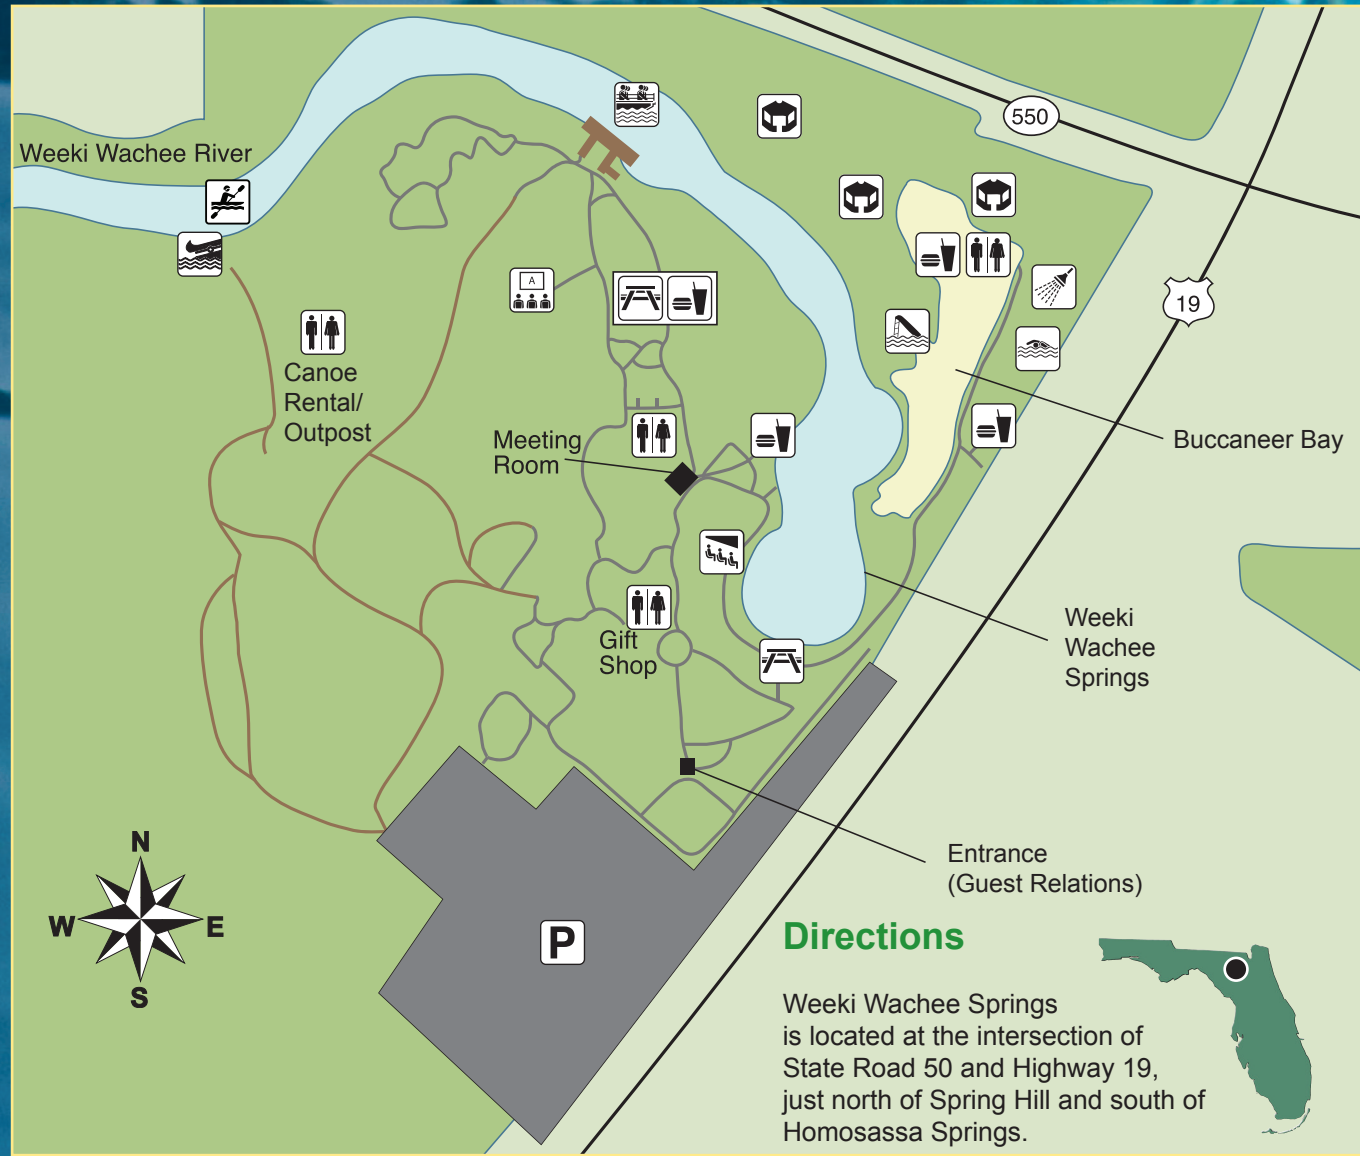 550
Weeki Wachee River
19
A
Canoe
Rental/
Outpost
Meeting
Room
Buccaneer Bay
Weeki
Wachee
Springs
Gift
Shop
Entrance
(Guest Relations)
N
W E
S
P
Directions
Weeki Wachee Springs
is located at the intersection of
State Road 50 and Highway 19,
just north of Spring Hill and south of
Homosassa Springs.